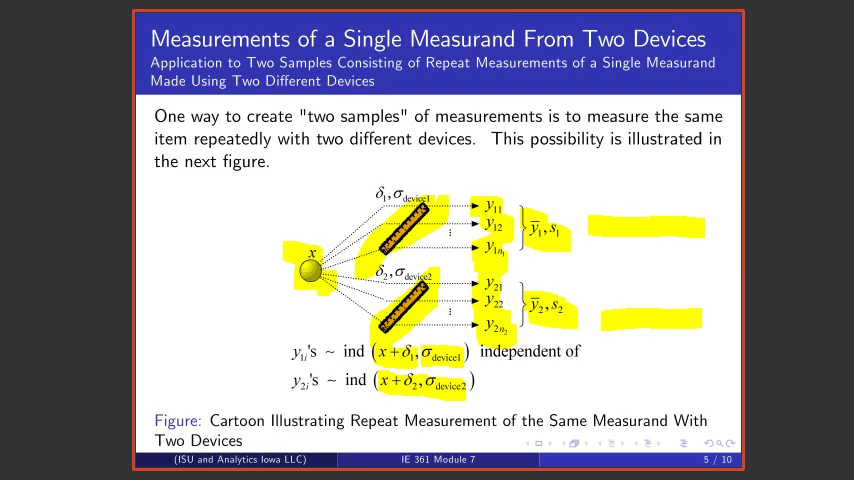 Measurements of a Single Measurand From Two Devices
Application to Two Samples Consisting of Repeat Measurements of a Single Measurand
Made Using Two Different Devices
One way to create "two samples" of measurements is to measure the same
item repeatedly with two different devices. This possibility is illustrated in
the next figure.
δ₁, σ_device1
y₁₁
y₁₂
⋮
y₁ₙ₁
ȳ₁, s₁
x
δ₂, σ_device2
y₂₁
y₂₂
⋮
y₂ₙ₂
ȳ₂, s₂
y₁ᵢ's ~ ind (x + δ₁, σ_device1) independent of
y₂ᵢ's ~ ind (x + δ₂, σ_device2)
Figure: Cartoon Illustrating Repeat Measurement of the Same Measurand With
Two Devices
(ISU and Analytics Iowa LLC) IE 361 Module 7 5 / 10